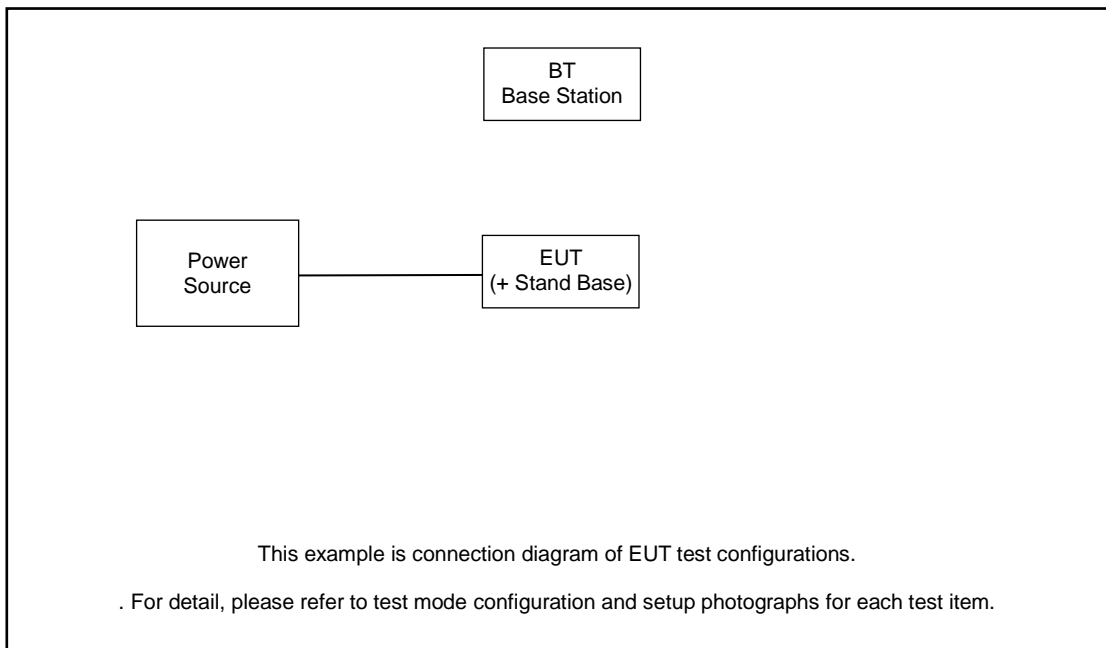 BT
Base Station
Power
Source
EUT
(+ Stand Base)
This example is connection diagram of EUT test configurations.
. For detail, please refer to test mode configuration and setup photographs for each test item.